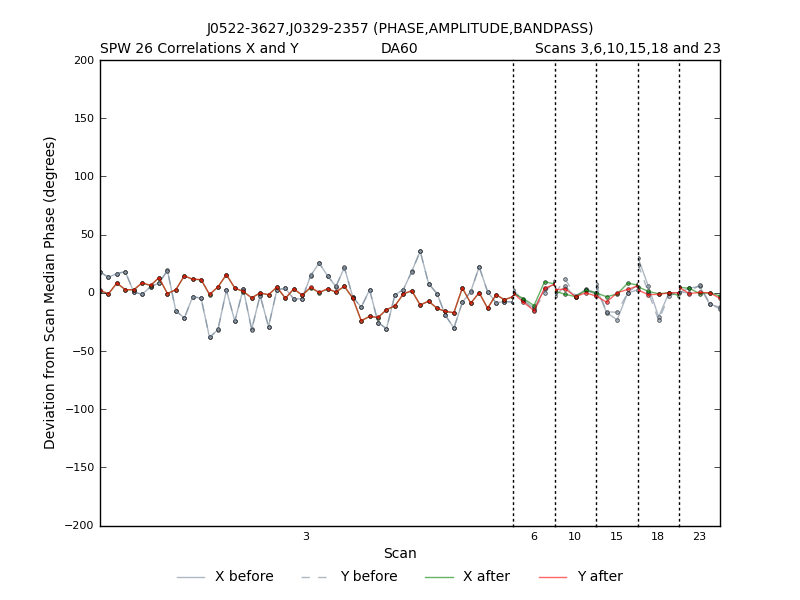 J0522-3627,J0329-2357 (PHASE,AMPLITUDE,BANDPASS)
SPW 26 Correlations X and Y DA60 Scans 3,6,10,15,18 and 23
200
150
100
50
0
−50
−100
−150
−200
Deviation from Scan Median Phase (degrees)
3 6 10 15 18 23
Scan
X before Y before X after Y after